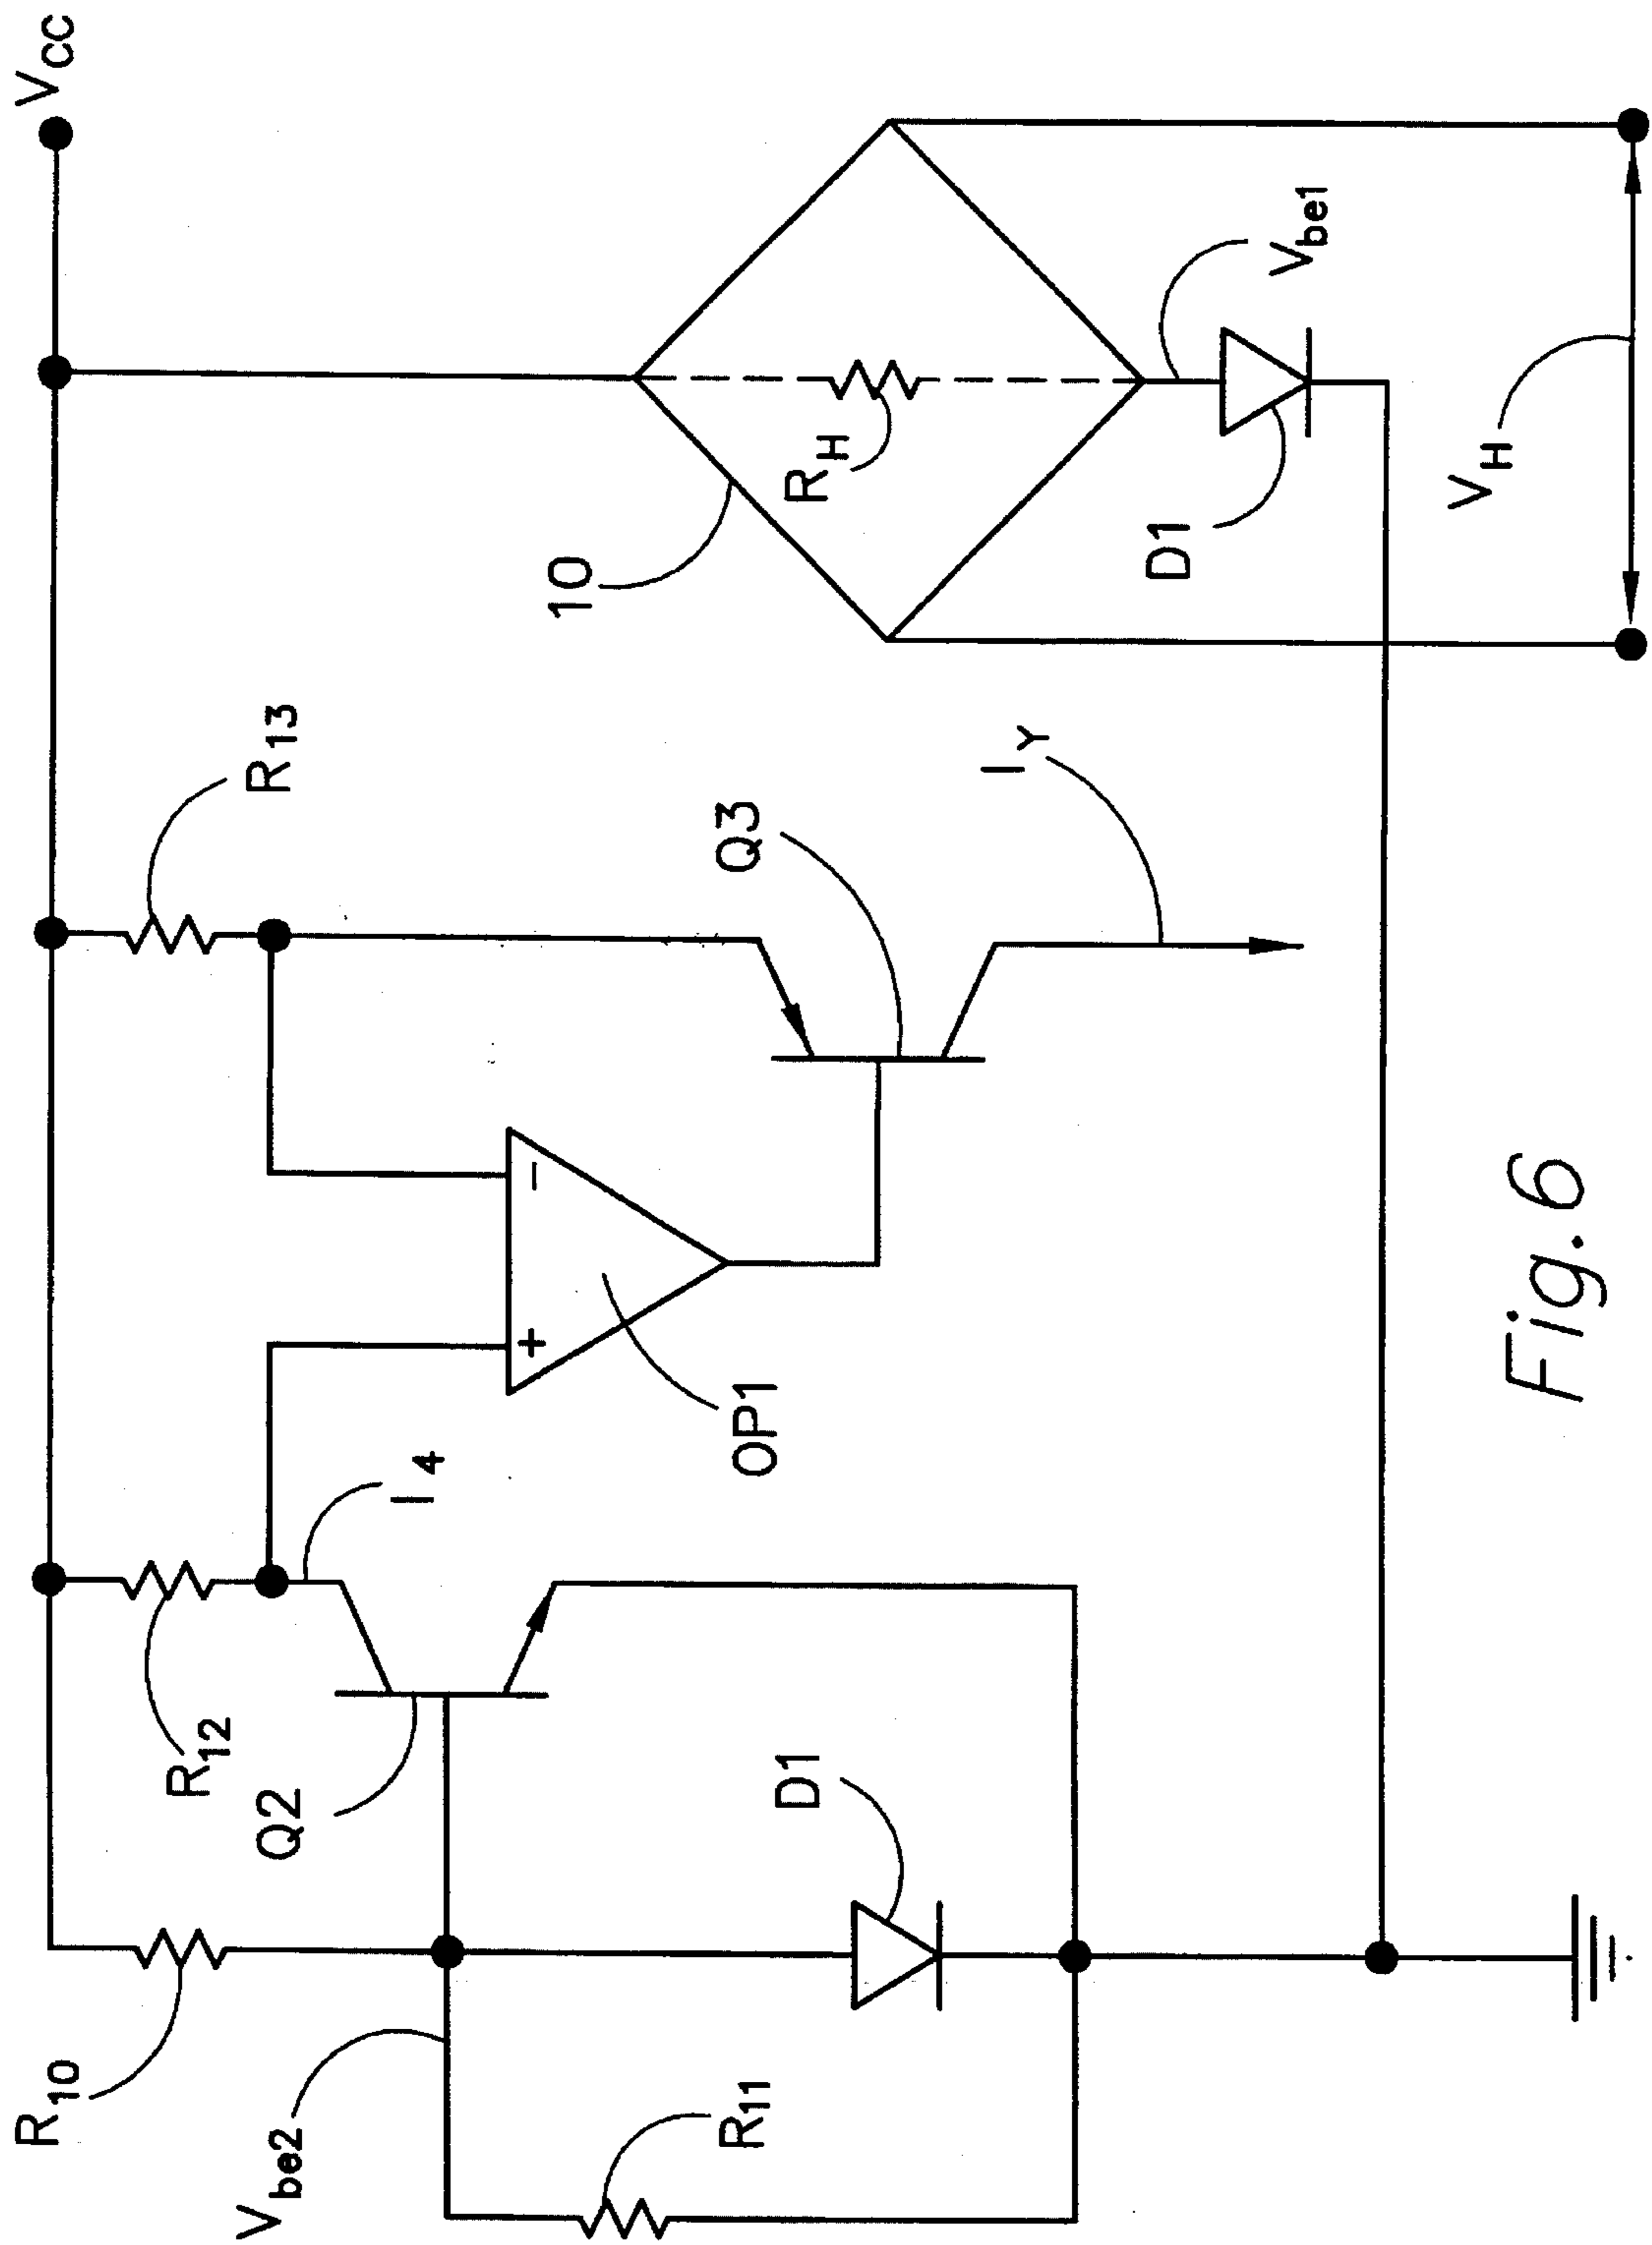 VCC
R10
R12
R13
Vbe2
Q2
I4
+
−
OP1
Q3
10
RH
R11
D1
IY
D1
Vbe1
VH
Fig. 6